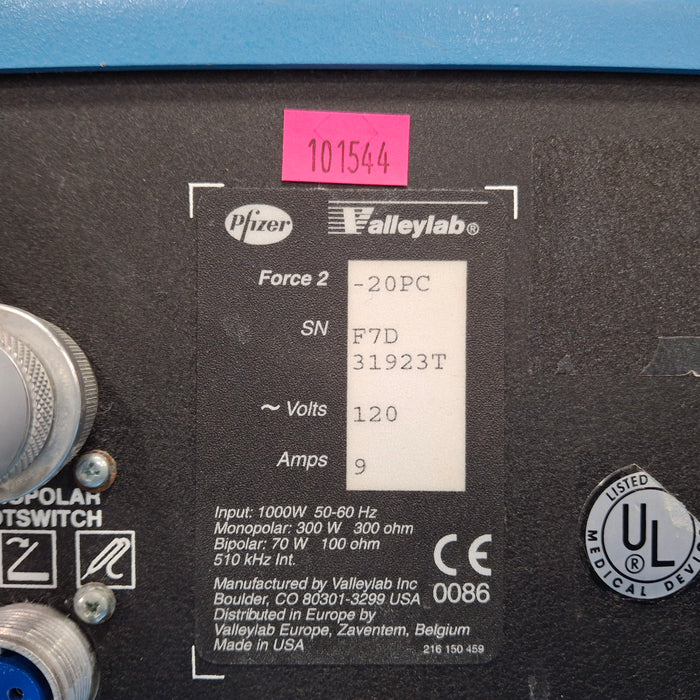 101544
Pfizer Valleylab®
Force 2 -20PC
SN F7D
31923T
~ Volts 120
Amps 9
Input: 1000W 50-60 Hz
Monopolar: 300 W 300 ohm
Bipolar: 70 W 100 ohm
510 kHz Int.
CE
0086
Manufactured by Valleylab Inc
Boulder, CO 80301-3299 USA
Distributed in Europe by
Valleylab Europe, Zaventem, Belgium
Made in USA
216 150 459
LISTED
UL®
MEDICAL